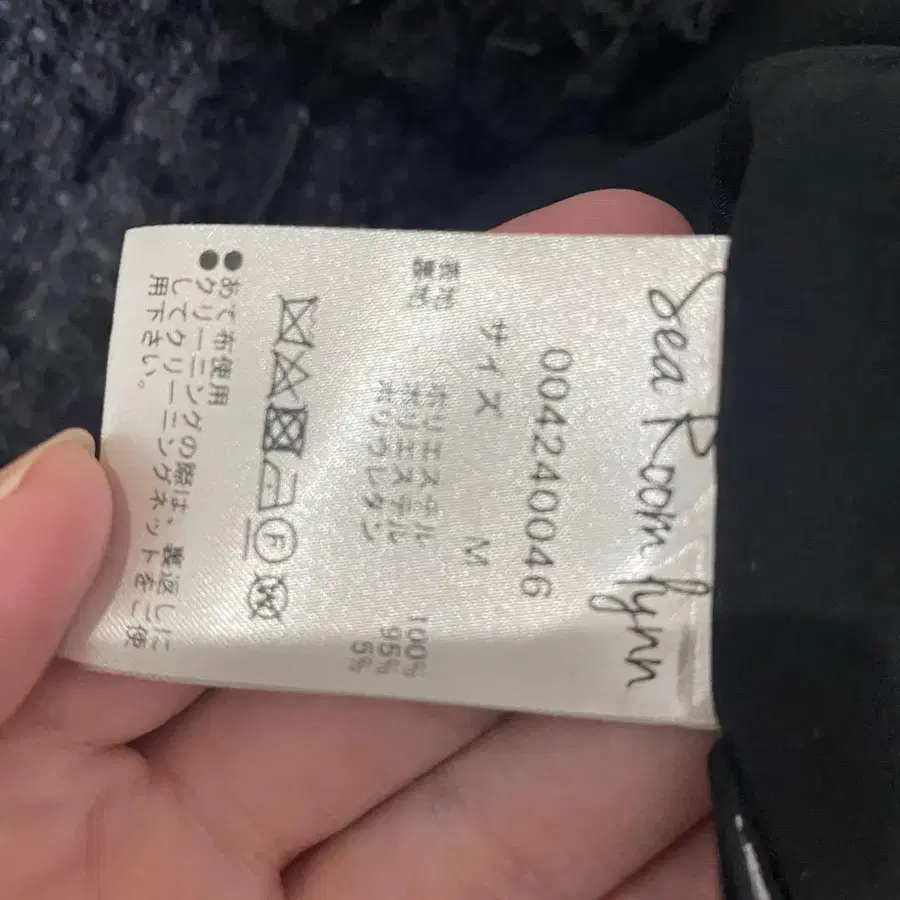 Sea Room lynn
004240046
サイズ M
表地 ポリエステル 100%
裏地 ポリエステル 95%
ポリウレタン 5%
F
W
●あて布使用
●クリーニングの際は、裏返しに
してクリーニングネットをご使
用下さい。